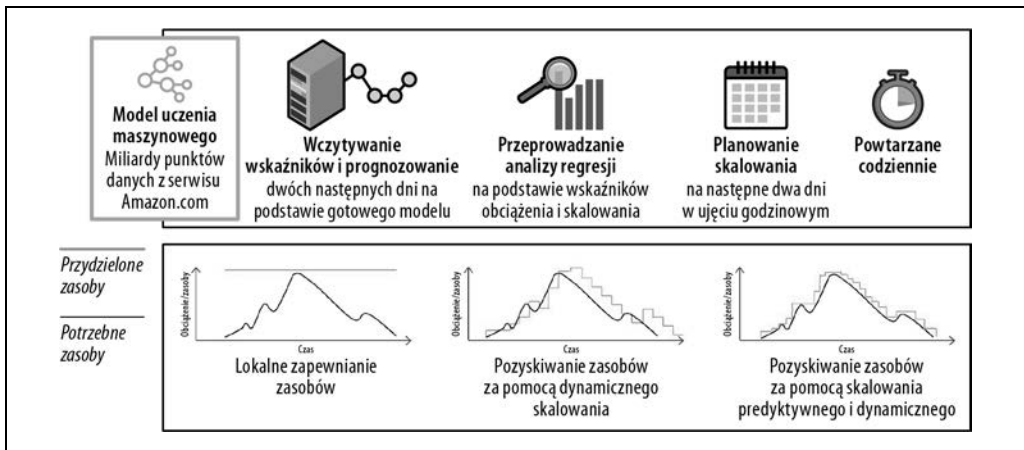 Model uczenia
maszynowego
Miliardy punktów
danych z serwisu
Amazon.com
Wczytywanie
wskaźników i prognozowanie
dwóch następnych dni na
podstawie gotowego modelu
Przeprowadzanie
analizy regresji
na podstawie wskaźników
obciążenia i skalowania
Planowanie
skalowania
na następne dwa dni
w ujęciu godzinowym
Powtarzane
codziennie
Przydzielone
zasoby
Potrzebne
zasoby
Obciążenie/zasoby
Czas
Lokalne zapewnianie
zasobów
Obciążenie/zasoby
Czas
Pozyskiwanie zasobów
za pomocą dynamicznego
skalowania
Obciążenie/zasoby
Czas
Pozyskiwanie zasobów
za pomocą skalowania
predyktywnego i dynamicznego